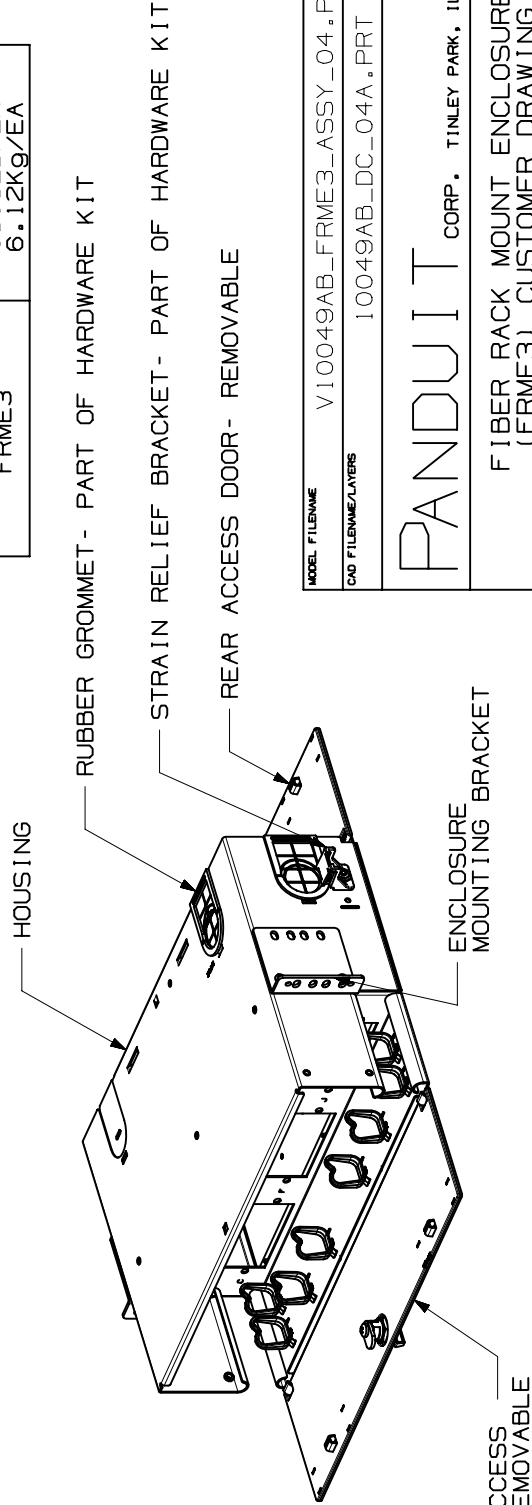 6.12Kg/EA
FRME3
HOUSING
RUBBER GROMMET- PART OF HARDWARE KIT
STRAIN RELIEF BRACKET- PART OF HARDWARE KIT
REAR ACCESS DOOR- REMOVABLE
ENCLOSURE
MOUNTING BRACKET
MODEL FILENAME
V10049AB_FRME3_ASSY_04.P
CAD FILENAME/LAYERS
10049AB_DC_04A.PRT
PANDUIT CORP. TINLEY PARK, IL
FIBER RACK MOUNT ENCLOSURE
(FRME3) CUSTOMER DRAWING
CCESS
EMOVABLE